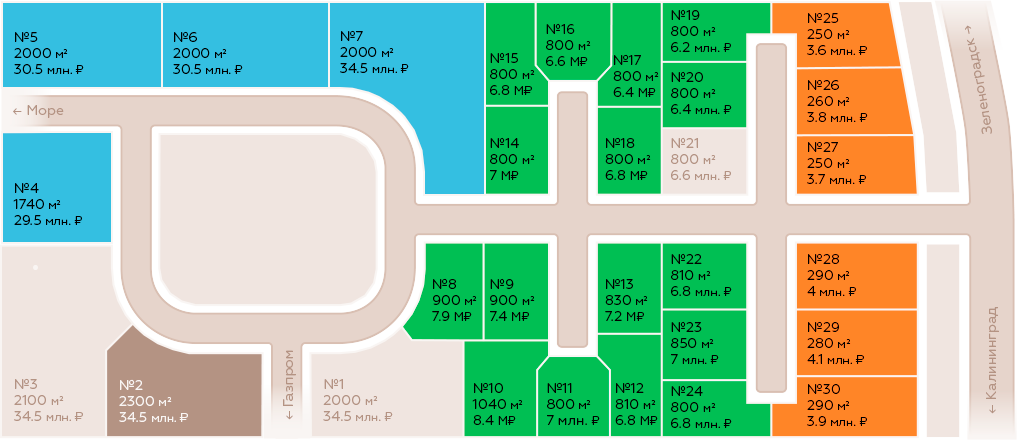 №5
2000 м²
30.5 млн. ₽
№6
2000 м²
30.5 млн. ₽
№7
2000 м²
34.5 млн. ₽
№15
800 м²
6.8 М₽
№16
800 м²
6.6 М₽
№17
800 м²
6.4 М₽
№19
800 м²
6.2 млн. ₽
№20
800 м²
6.4 млн. ₽
№25
250 м²
3.6 млн. ₽
№26
260 м²
3.8 млн. ₽
Зеленоградск →
← Море
№14
800 м²
7 М₽
№18
800 м²
6.8 М₽
№21
800 м²
6.6 млн. ₽
№27
250 м²
3.7 млн. ₽
№4
1740 м²
29.5 млн. ₽
№8
900 м²
7.9 М₽
№9
900 м²
7.4 М₽
№13
830 м²
7.2 М₽
№22
810 м²
6.8 млн. ₽
№28
290 м²
4 млн. ₽
№23
850 м²
7 млн. ₽
№29
280 м²
4.1 млн. ₽
← Калининград
№3
2100 м²
34.5 млн. ₽
№2
2300 м²
34.5 млн. ₽
← Газпром
№1
2000 м²
34.5 млн. ₽
№10
1040 м²
8.4 М₽
№11
800 м²
7 млн. ₽
№12
810 м²
6.8 М₽
№24
800 м²
6.8 млн. ₽
№30
290 м²
3.9 млн. ₽